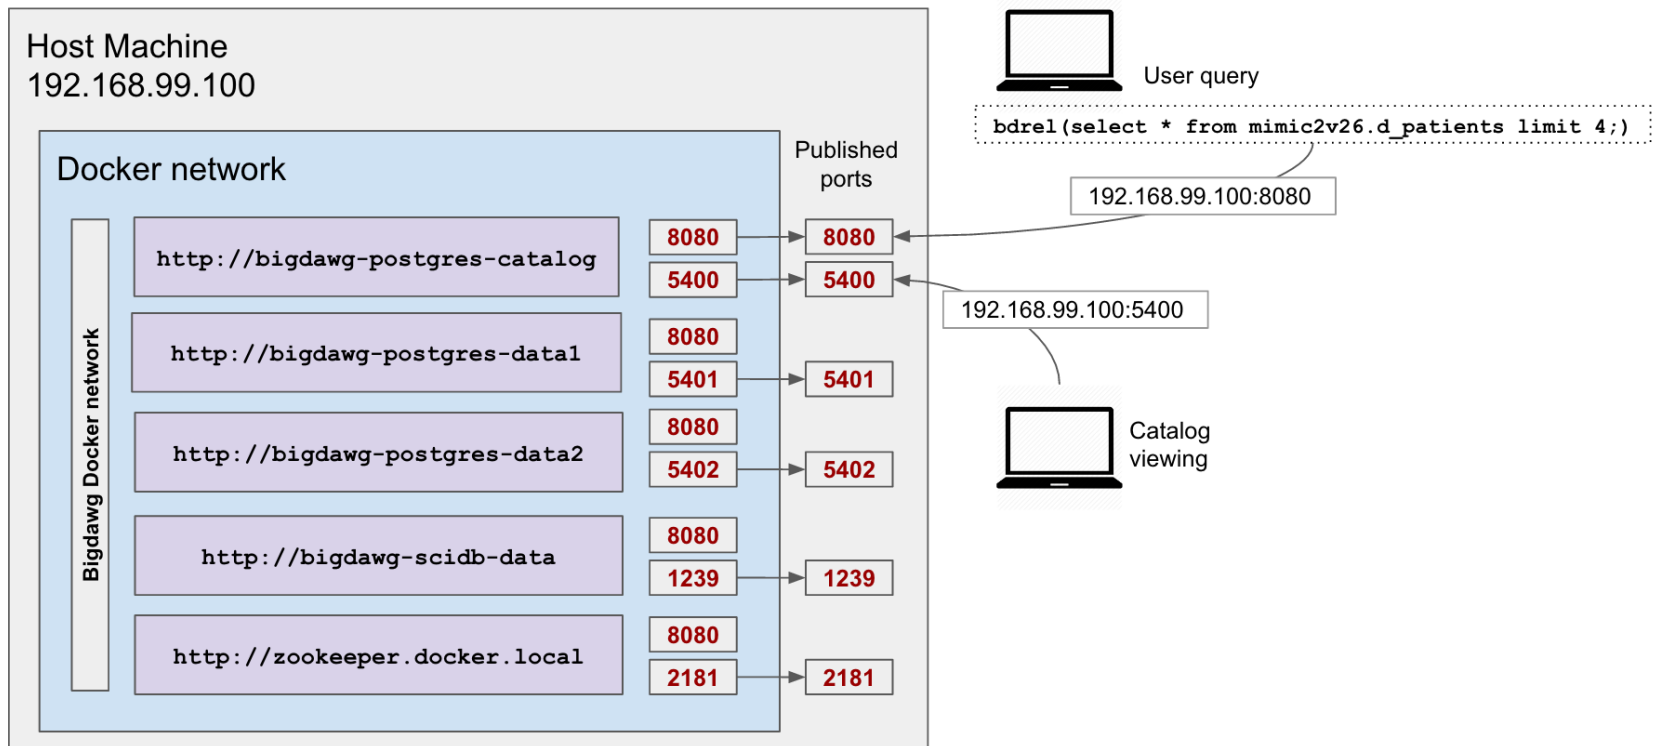 Host Machine
192.168.99.100
Docker network
Published
ports
Bigdawg Docker network
http://bigdawg-postgres-catalog
8080
8080
5400
5400
http://bigdawg-postgres-data1
8080
5401
5401
http://bigdawg-postgres-data2
8080
5402
5402
http://bigdawg-scidb-data
8080
1239
1239
http://zookeeper.docker.local
8080
2181
2181
User query
bdrel(select * from mimic2v26.d_patients limit 4;)
192.168.99.100:8080
192.168.99.100:5400
Catalog
viewing